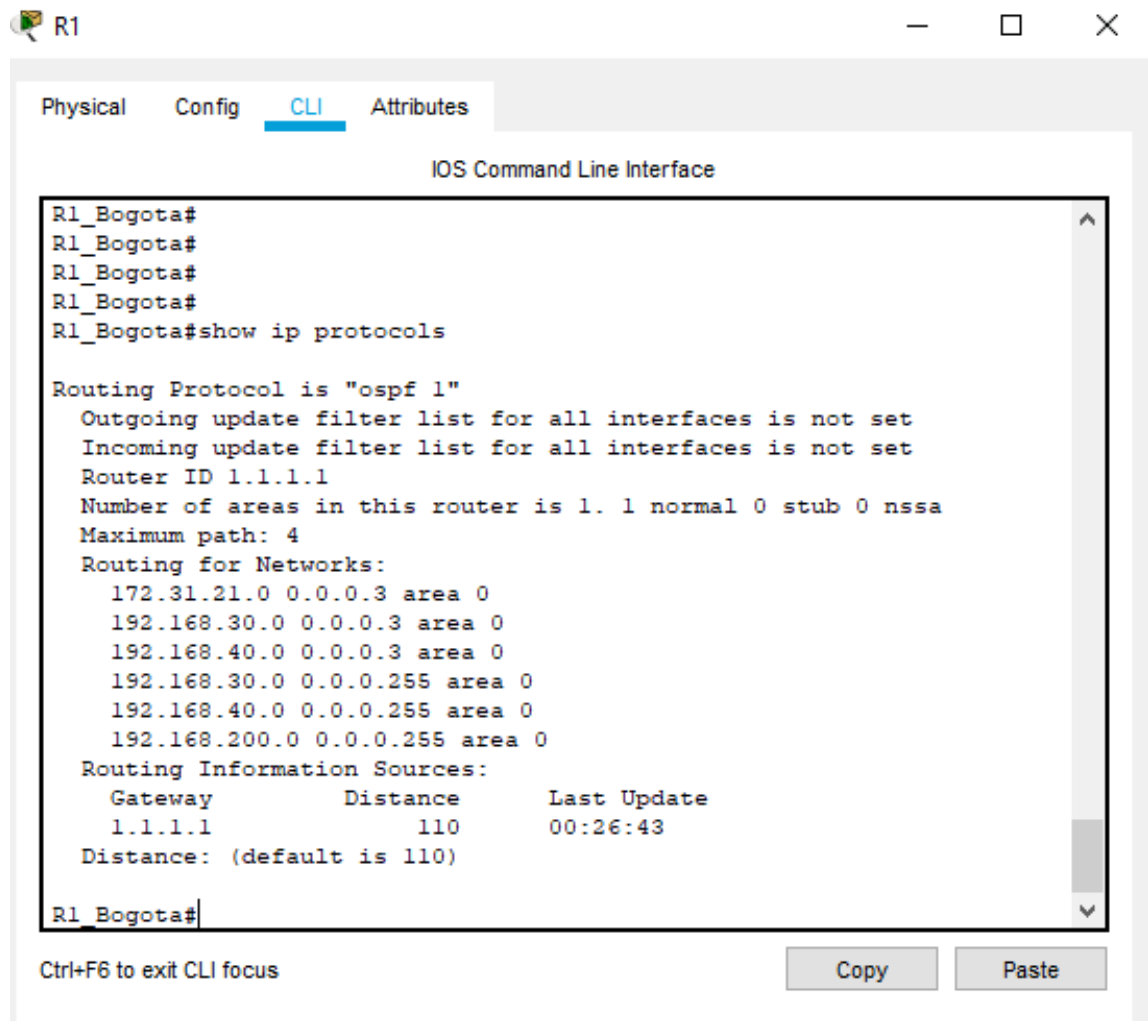 R1
Physical Config CLI Attributes
IOS Command Line Interface
R1_Bogota#
R1_Bogota#
R1_Bogota#
R1_Bogota#
R1_Bogota#show ip protocols
Routing Protocol is "ospf 1"
Outgoing update filter list for all interfaces is not set
Incoming update filter list for all interfaces is not set
Router ID 1.1.1.1
Number of areas in this router is 1. 1 normal 0 stub 0 nssa
Maximum path: 4
Routing for Networks:
172.31.21.0 0.0.0.3 area 0
192.168.30.0 0.0.0.3 area 0
192.168.40.0 0.0.0.3 area 0
192.168.30.0 0.0.0.255 area 0
192.168.40.0 0.0.0.255 area 0
192.168.200.0 0.0.0.255 area 0
Routing Information Sources:
Gateway Distance Last Update
1.1.1.1 110 00:26:43
Distance: (default is 110)
R1_Bogota#
Ctrl+F6 to exit CLI focus Copy Paste